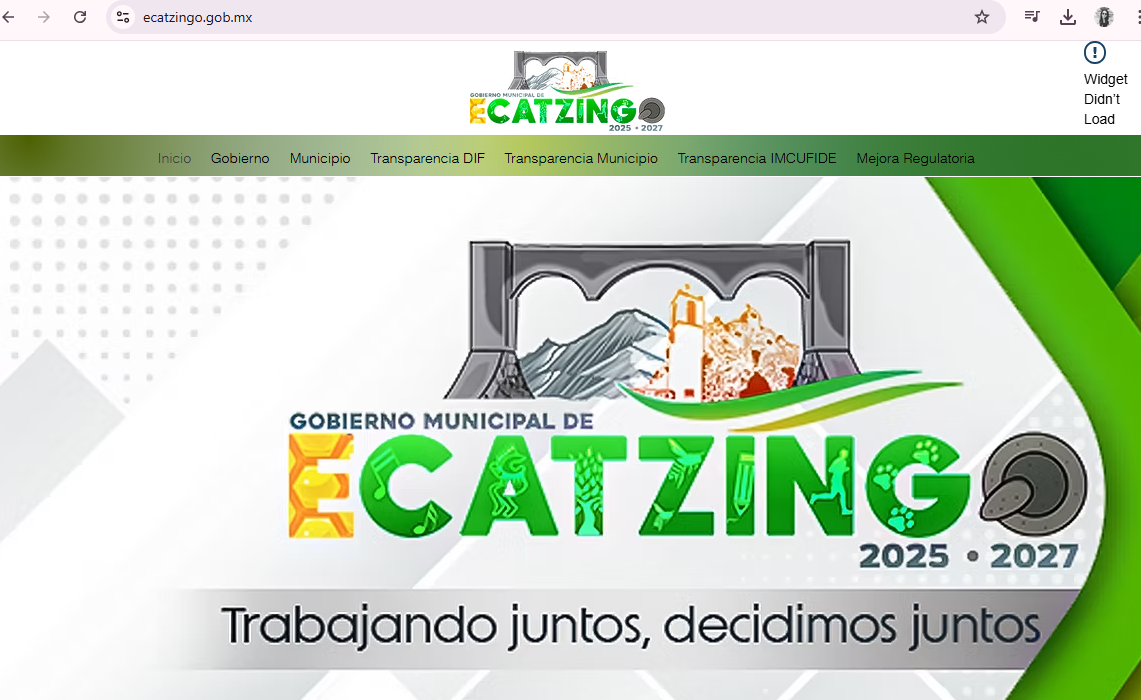 ecatzingo.gob.mx
GOBIERNO MUNICIPAL DE
ECATZINGO
2025 • 2027
Widget
Didn't
Load
Inicio Gobierno Municipio Transparencia DIF Transparencia Municipio Transparencia IMCUFIDE Mejora Regulatoria
GOBIERNO MUNICIPAL DE
ECATZINGO
2025 • 2027
Trabajando juntos, decidimos juntos